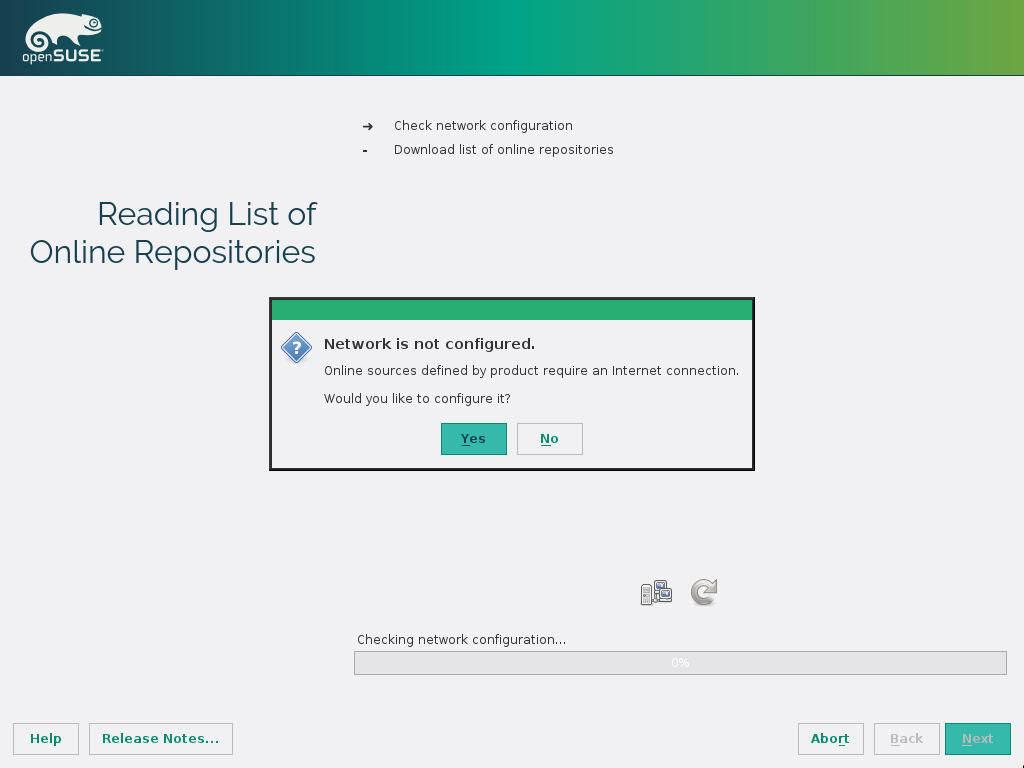 openSUSE
➔ Check network configuration
- Download list of online repositories
Reading List of
Online Repositories
Network is not configured.
Online sources defined by product require an Internet connection.
Would you like to configure it?
Yes No
Checking network configuration...
0%
Help Release Notes... Abort Back Next